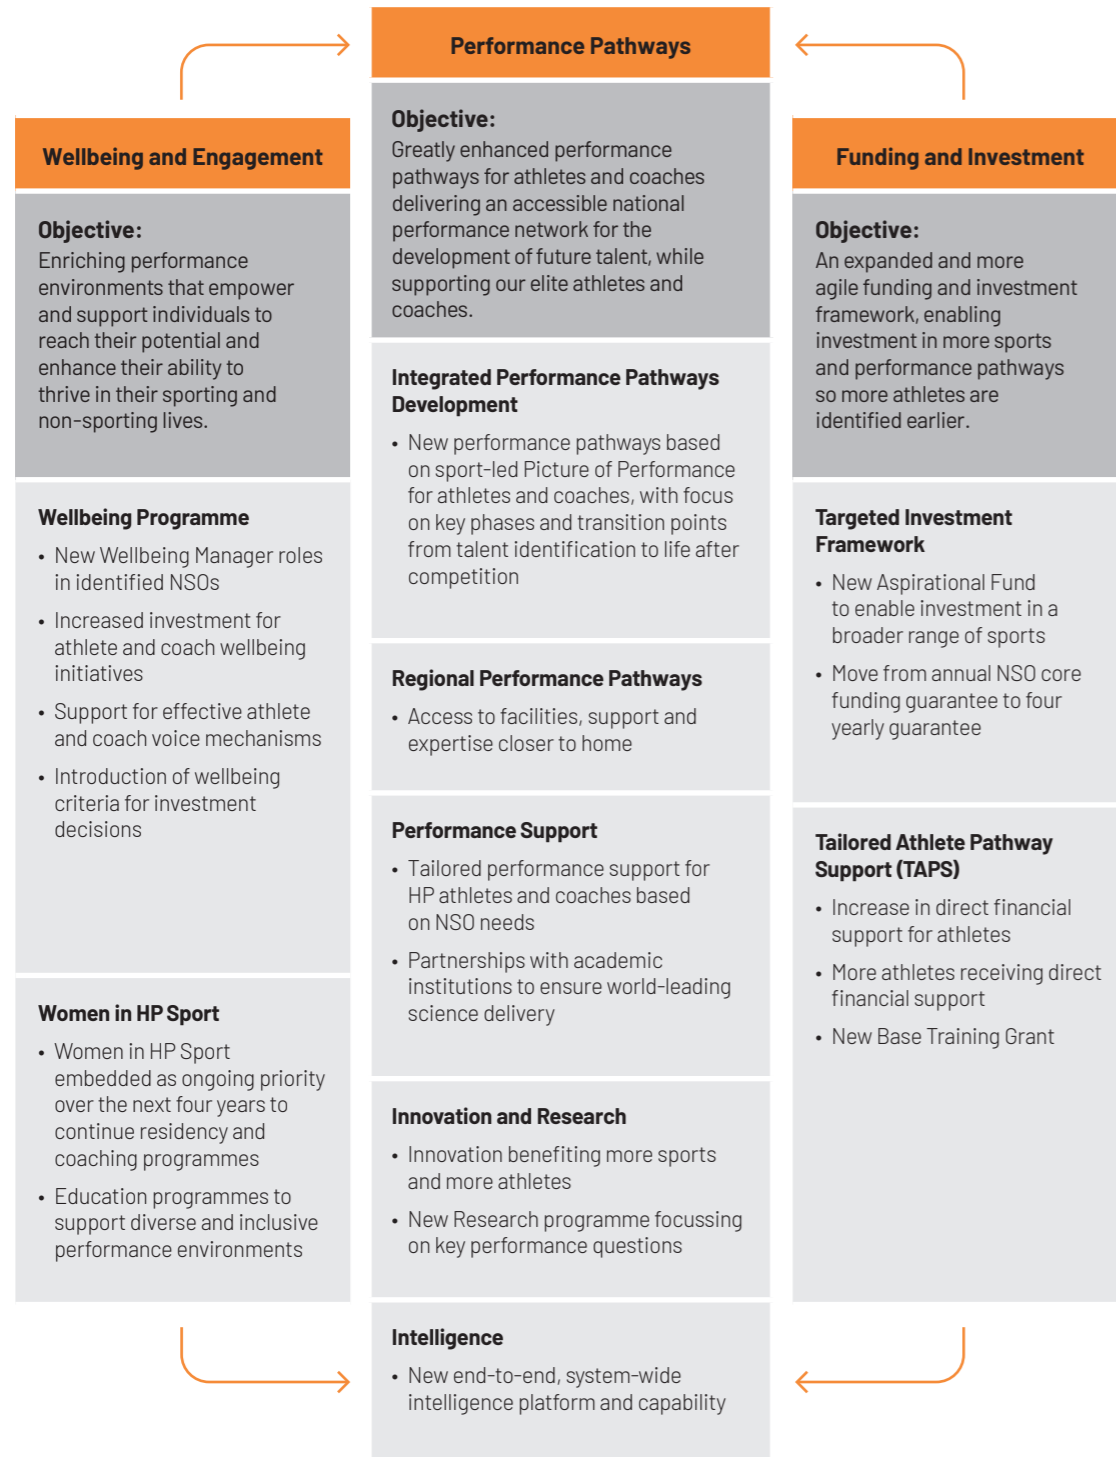 Performance Pathways
Objective:
Greatly enhanced performance
pathways for athletes and coaches
delivering an accessible national
performance network for the
development of future talent, while
supporting our elite athletes and
coaches.
Integrated Performance Pathways
Development
• New performance pathways based
on sport-led Picture of Performance
for athletes and coaches, with focus
on key phases and transition points
from talent identification to life after
competition
Regional Performance Pathways
• Access to facilities, support and
expertise closer to home
Performance Support
• Tailored performance support for
HP athletes and coaches based
on NSO needs
• Partnerships with academic
institutions to ensure world-leading
science delivery
Innovation and Research
• Innovation benefiting more sports
and more athletes
• New Research programme focussing
on key performance questions
Intelligence
• New end-to-end, system-wide
intelligence platform and capability
Wellbeing and Engagement
Objective:
Enriching performance
environments that empower
and support individuals to
reach their potential and
enhance their ability to
thrive in their sporting and
non-sporting lives.
Wellbeing Programme
• New Wellbeing Manager roles
in identified NSOs
• Increased investment for
athlete and coach wellbeing
initiatives
• Support for effective athlete
and coach voice mechanisms
• Introduction of wellbeing
criteria for investment
decisions
Women in HP Sport
• Women in HP Sport
embedded as ongoing priority
over the next four years to
continue residency and
coaching programmes
• Education programmes to
support diverse and inclusive
performance environments
Funding and Investment
Objective:
An expanded and more
agile funding and investment
framework, enabling
investment in more sports
and performance pathways
so more athletes are
identified earlier.
Targeted Investment
Framework
• New Aspirational Fund
to enable investment in a
broader range of sports
• Move from annual NSO core
funding guarantee to four
yearly guarantee
Tailored Athlete Pathway
Support (TAPS)
• Increase in direct financial
support for athletes
• More athletes receiving direct
financial support
• New Base Training Grant